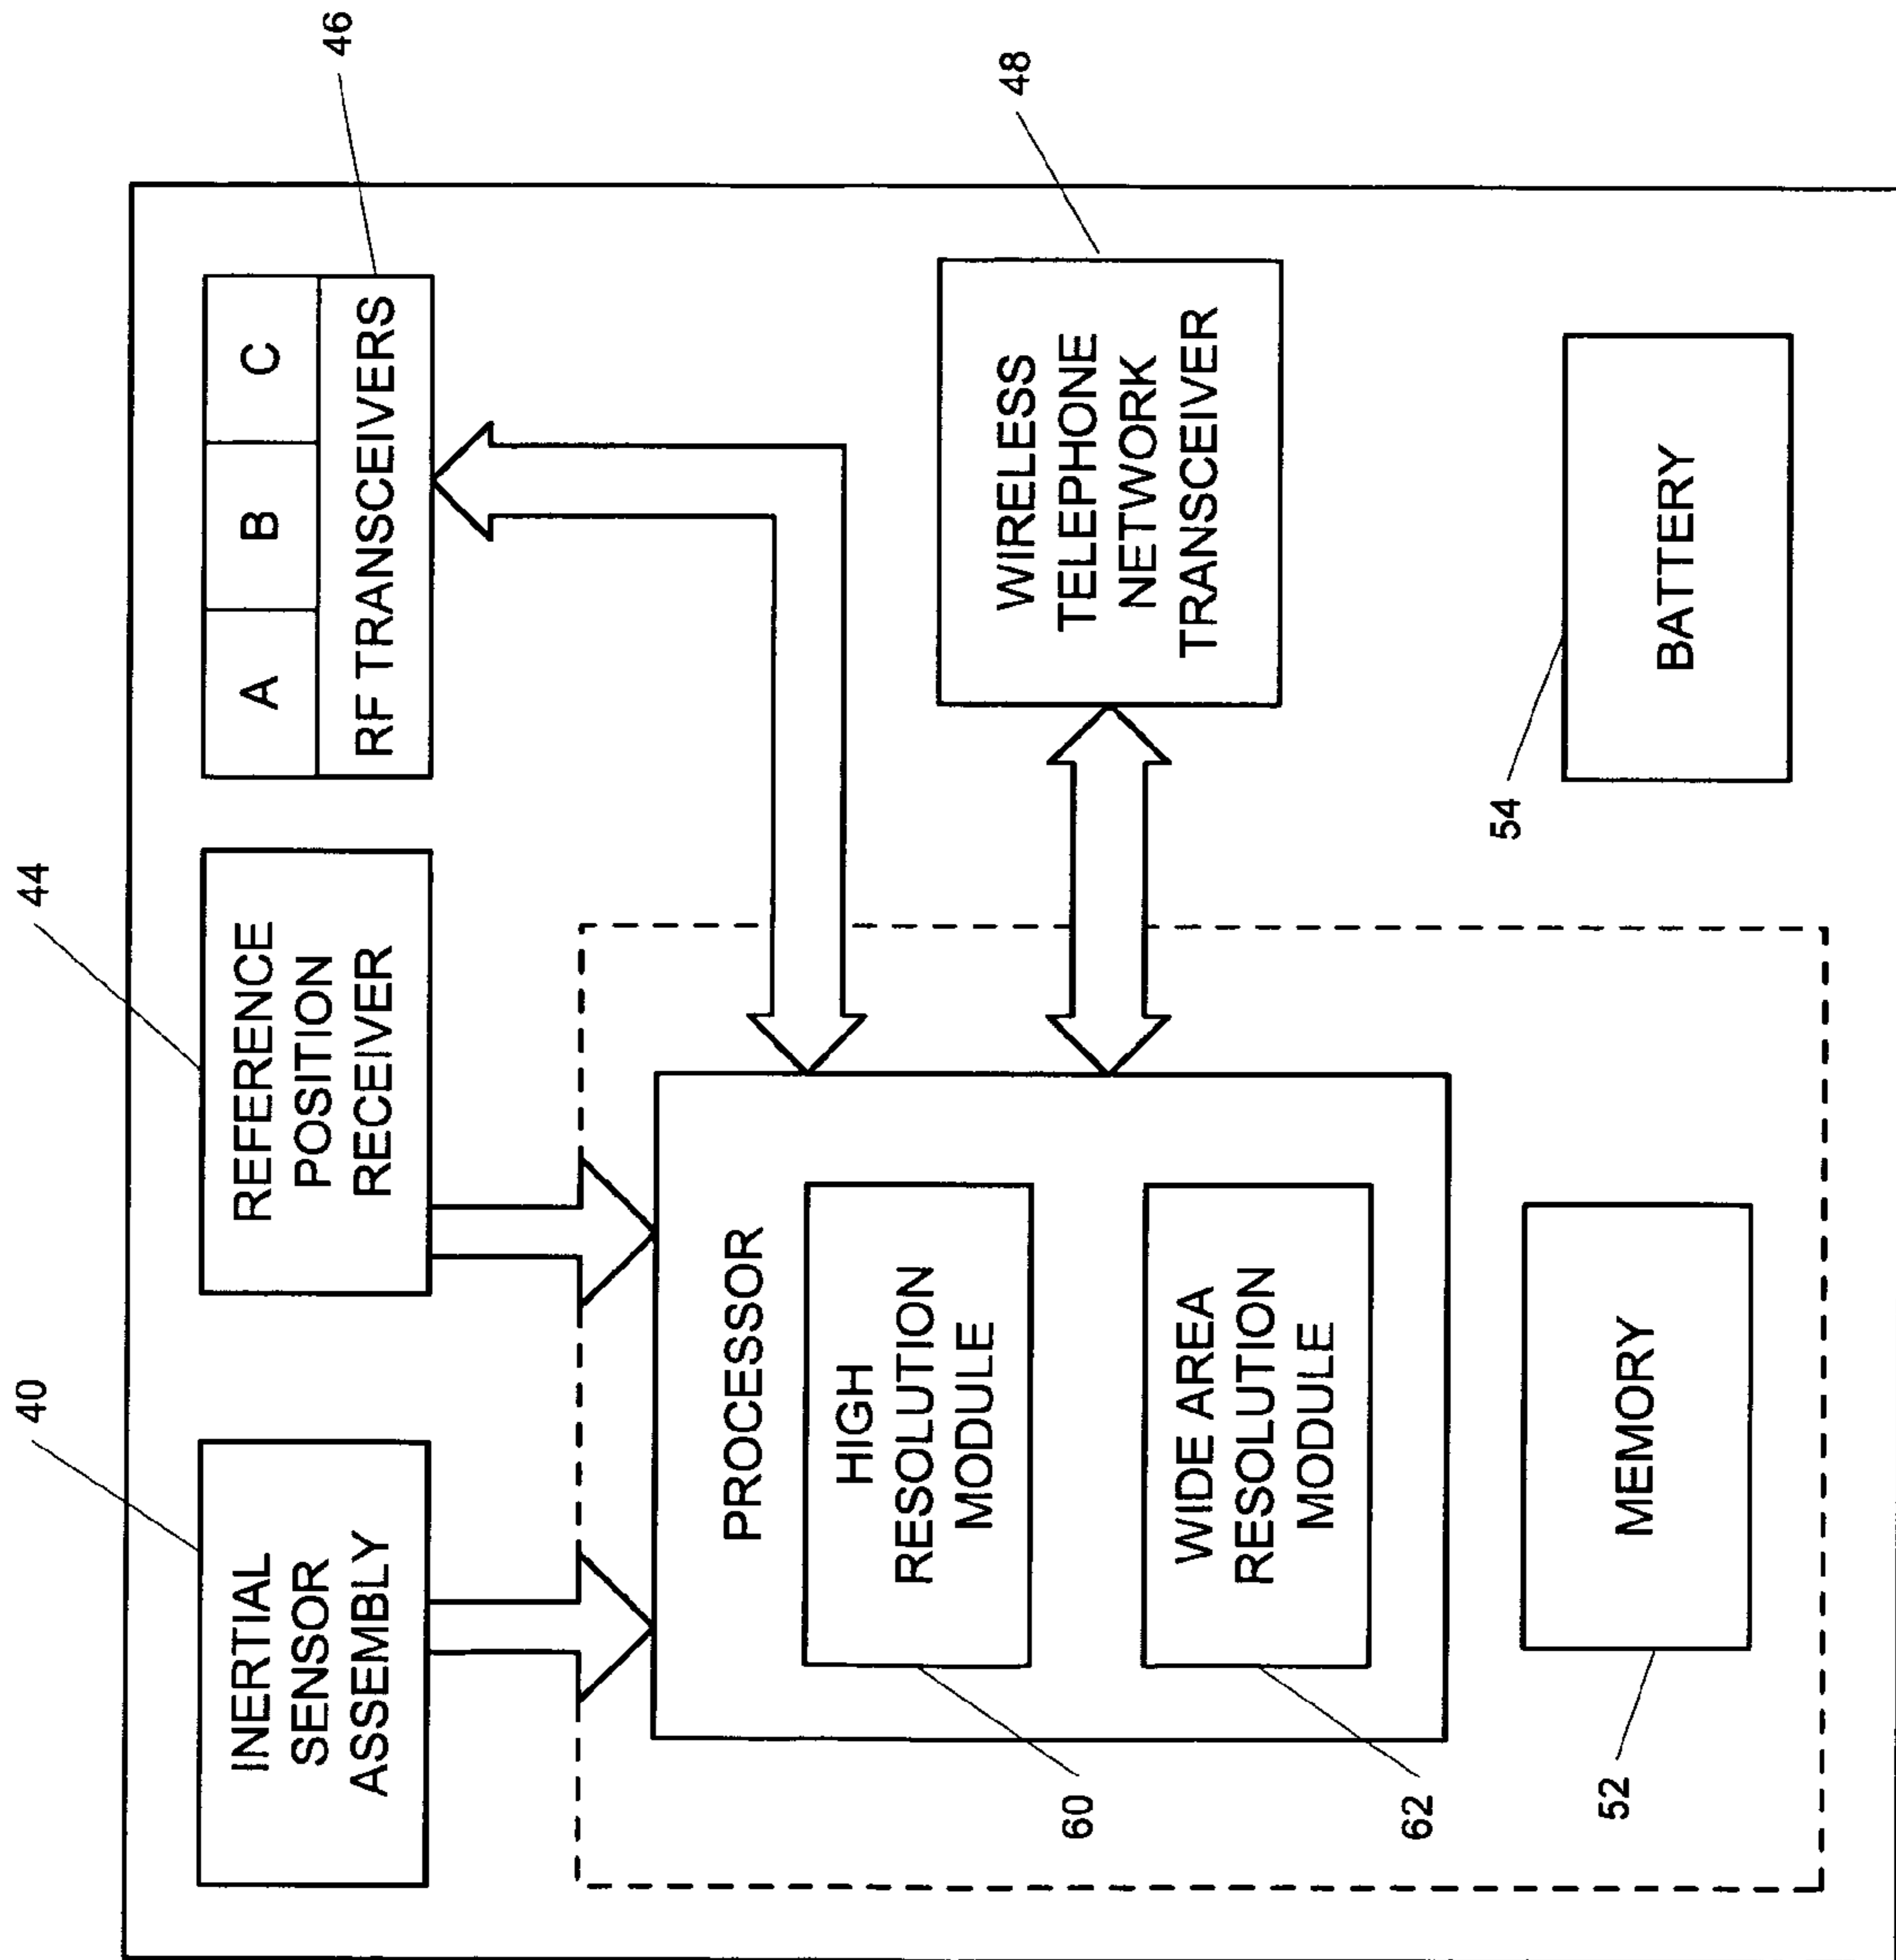 40
44
46
INERTIAL
SENSOR
ASSEMBLY
REFERENCE
POSITION
RECEIVER
A B C
RF TRANSCEIVERS
PROCESSOR
HIGH
RESOLUTION
MODULE
60
WIDE AREA
RESOLUTION
MODULE
62
48
WIRELESS
TELEPHONE
NETWORK
TRANSCEIVER
MEMORY
52
54
BATTERY